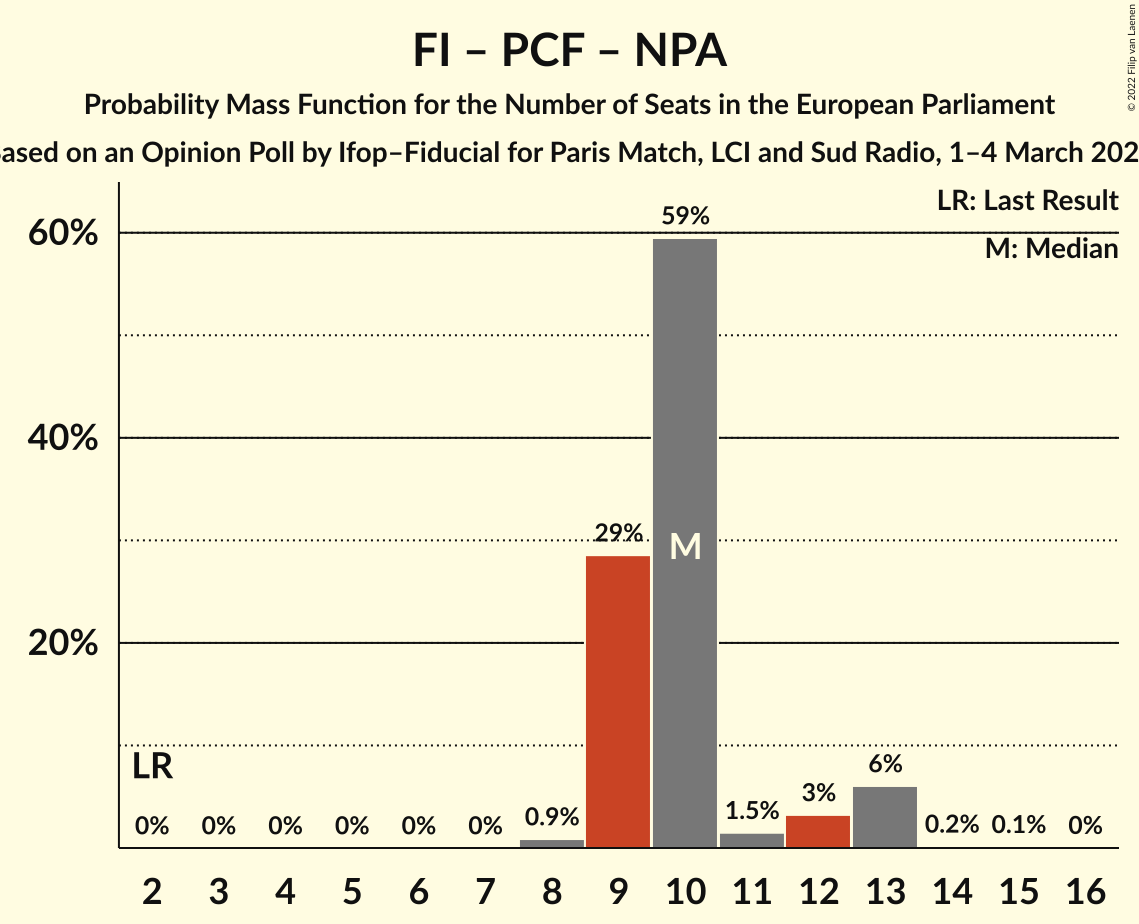 FI – PCF – NPA
Probability Mass Function for the Number of Seats in the European Parliament
on an Opinion Poll by Ifop–Fiducial for Paris Match, LCI and Sud Radio, 1–4 March
© 2022 Filip van Laenen
LR: Last Result
M: Median
60%
40%
20%
59%
29%
M
LR
0% 0% 0% 0% 0% 0% 0.9% 1.5% 3% 6% 0.2% 0.1% 0%
2 3 4 5 6 7 8 9 10 11 12 13 14 15 16